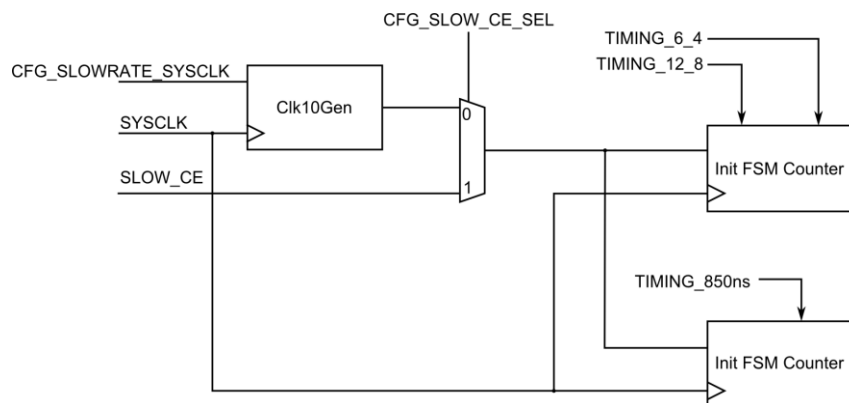 CFG_SLOW_CE_SEL
TIMING_6_4
TIMING_12_8
CFG_SLOWRATE_SYSCLK
Clk10Gen
0
SYSCLK
Init FSM Counter
SLOW_CE
1
TIMING_850ns
Init FSM Counter